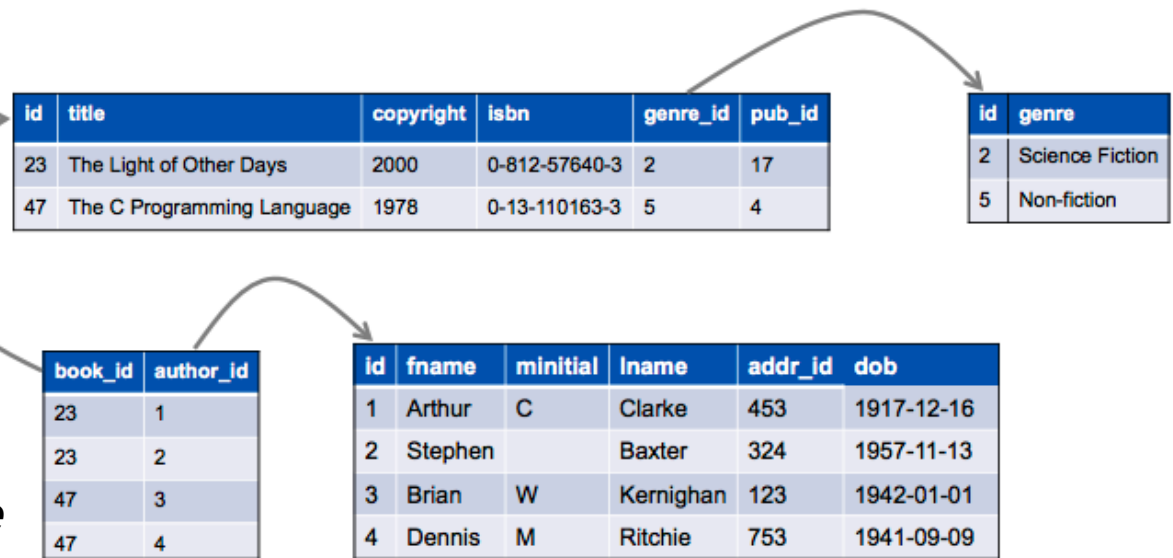 id title copyright isbn genre_id pub_id
23 The Light of Other Days 2000 0-812-57640-3 2 17
47 The C Programming Language 1978 0-13-110163-3 5 4
id genre
2 Science Fiction
5 Non-fiction
book_id author_id
23 1
23 2
47 3
47 4
id fname minitial lname addr_id dob
1 Arthur C Clarke 453 1917-12-16
2 Stephen Baxter 324 1957-11-13
3 Brian W Kernighan 123 1942-01-01
4 Dennis M Ritchie 753 1941-09-09